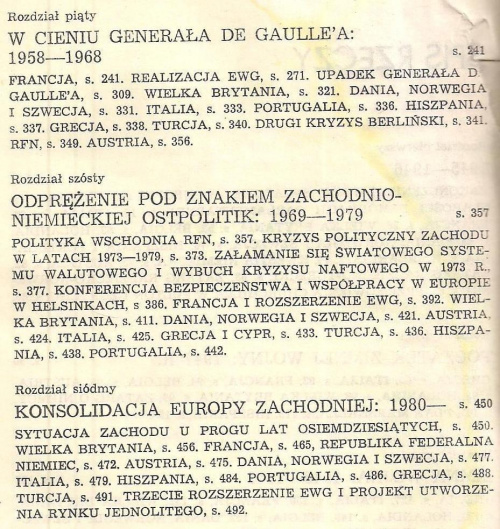 Rozdział piąty
W CIENIU GENERAŁA DE GAULLE'A:
1958—1968 s. 241
FRANCJA, s. 241. REALIZACJA EWG, s. 271. UPADEK GENERAŁA DE
GAULLE'A, s. 309. WIELKA BRYTANIA, s. 321. DANIA, NORWEGIA
I SZWECJA, s. 331. ITALIA, s. 333. PORTUGALIA, s. 336. HISZPANIA,
s. 337. GRECJA, s. 338. TURCJA, s. 340. DRUGI KRYZYS BERLIŃSKI, s. 341.
RFN, s. 349. AUSTRIA, s. 356.
Rozdział szósty
ODPRĘŻENIE POD ZNAKIEM ZACHODNIO-
NIEMIECKIEJ OSTPOLITIK: 1969—1979 s. 357
POLITYKA WSCHODNIA RFN, s. 357. KRYZYS POLITYCZNY ZACHODU
W LATACH 1973—1979, s. 373. ZAŁAMANIE SIĘ ŚWIATOWEGO SYSTE-
MU WALUTOWEGO I WYBUCH KRYZYSU NAFTOWEGO W 1973 R.,
s. 377. KONFERENCJA BEZPIECZEŃSTWA I WSPÓŁPRACY W EUROPIE
W HELSINKACH, s 386. FRANCJA I ROZSZERZENIE EWG, s. 392. WIEL-
KA BRYTANIA, s. 411. DANIA, NORWEGIA I SZWECJA, s. 421. AUSTRIA,
s. 424. ITALIA, s. 425. GRECJA I CYPR, s. 433. TURCJA, s. 436. HISZPA-
NIA, s. 438. PORTUGALIA, s. 442.
Rozdział siódmy
KONSOLIDACJA EUROPY ZACHODNIEJ: 1980— s. 450
SYTUACJA ZACHODU U PROGU LAT OSIEMDZIESIĄTYCH, s. 450.
WIELKA BRYTANIA, s. 456. FRANCJA, s. 465, REPUBLIKA FEDERALNA
NIEMIEC, s. 472. AUSTRIA, s. 475. DANIA, NORWEGIA I SZWECJA, s. 477.
ITALIA, s. 479. HISZPANIA, s. 484. PORTUGALIA, s. 486. GRECJA, s. 488.
TURCJA, s. 491. TRZECIE ROZSZERZENIE EWG I PROJEKT UTWORZE-
NIA RYNKU JEDNOLITEGO, s. 492.